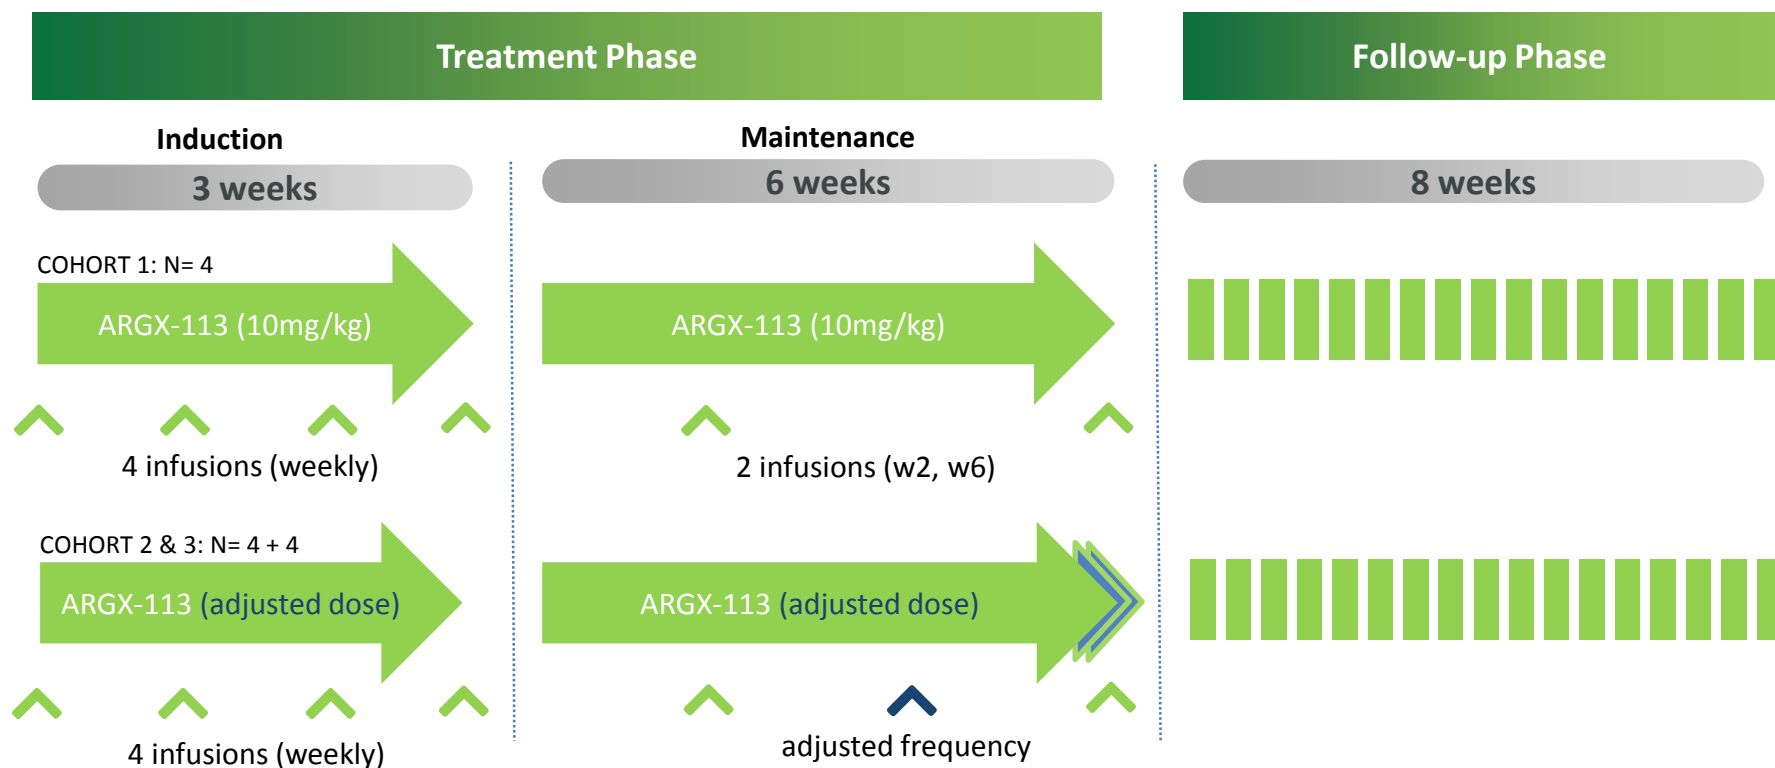 Treatment Phase
Follow-up Phase
Induction
Maintenance
3 weeks
6 weeks
8 weeks
COHORT 1: N= 4
ARGX-113 (10mg/kg)
ARGX-113 (10mg/kg)
4 infusions (weekly)
2 infusions (w2, w6)
COHORT 2 & 3: N= 4 + 4
ARGX-113 (adjusted dose)
ARGX-113 (adjusted dose)
4 infusions (weekly)
adjusted frequency